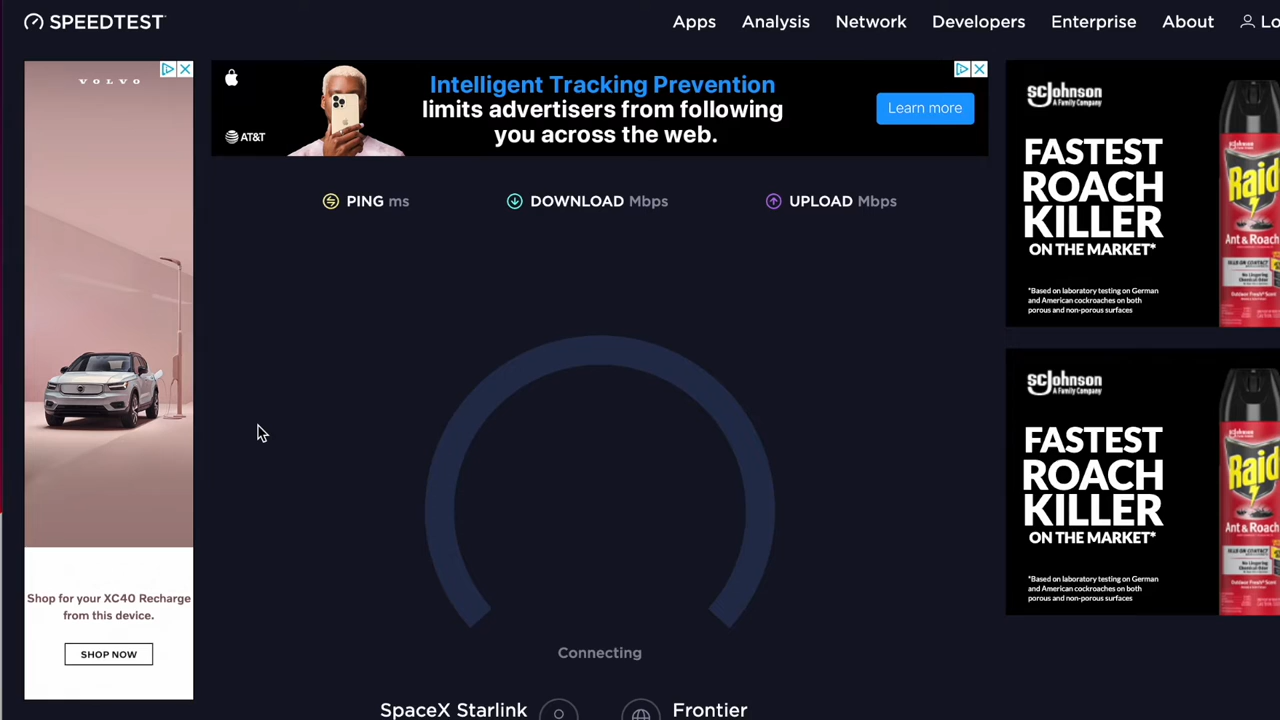 SPEEDTEST
Apps
Analysis
Network
Developers
Enterprise
About
Lo
VOLVO
Shop for your XC40 Recharge
from this device.
SHOP NOW
AT&T
Intelligent Tracking Prevention
limits advertisers from following
you across the web.
Learn more
PING ms
DOWNLOAD Mbps
UPLOAD Mbps
Connecting
SpaceX Starlink
Frontier
SCJohnson
A Family Company
FASTEST
ROACH
KILLER
ON THE MARKET*
*Based on laboratory testing on German
and American cockroaches on both
porous and non-porous surfaces
Raid
Ant & Roach
SCJohnson
A Family Company
FASTEST
ROACH
KILLER
ON THE MARKET*
*Based on laboratory testing on German
and American cockroaches on both
porous and non-porous surfaces
Raid
Ant & Roach